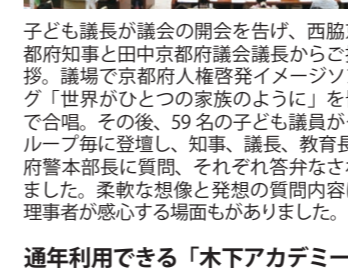 子ども議長が議会の開会を告げ、西脇
都府知事と田中京都府議会議長からご
拶。議場で京都府人権啓発イメージソ
グ「世界がひとつの家族のように」を
で合唱。その後、59 名の子ども議員が
ループ毎に登壇し、知事、議長、教育長
府警本部長に質問、それぞれ答弁なさ
ました。柔軟な想像と発想の質問内容
理事者が感心する場面もがありました。
通年利用できる「木下アカデミー